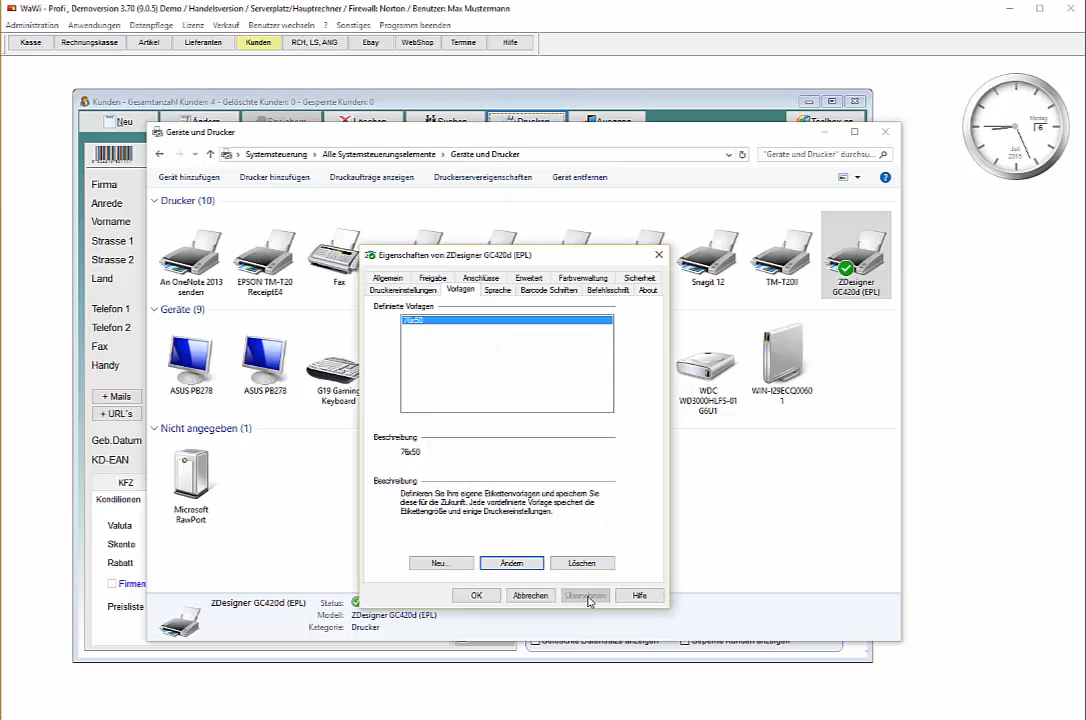 WaWi - Profi , Demoversion 3.70 (9.0.5) Demo / Handelsversion / Serverplatz/Hauptrechner / Firewall: Norton / Benutzer: Max Mustermann
Administration Anwendungen Datenpflege Lizenz Verkauf Benutzer wechseln ? Sonstiges Programm beenden
Kasse Rechnungskasse Artikel Lieferanten Kunden RCH, LS, ANG Ebay WebShop Termine Hilfe
Kunden - Gesamtanzahl Kunden: 4 - Gelöschte Kunden: 0 - Gesperrte Kunden: 0
Neu Ändern Speichern Löschen Suchen Drucken Ausgang
Geräte und Drucker
Systemsteuerung Alle Systemsteuerungselemente Geräte und Drucker
"Geräte und Drucker" durchsu...
Gerät hinzufügen Drucker hinzufügen Druckaufträge anzeigen Druckerservereigenschaften Gerät entfernen
Montag
6
Juli
2015
Firma
Anrede
Vorname
Strasse 1
Strasse 2
Land
Telefon 1
Telefon 2
Fax
Handy
+ Mails
+ URL's
Geb.Datum
KD-EAN
KFZ
Konditionen
Valuta
Skonto
Rabatt
Firmen
Preisliste
Drucker (10)
An OneNote 2013
senden
EPSON TM-T20
ReceiptE4
Fax
Snagit 12
TM-T20II
ZDesigner
GC420d (EPL)
Geräte (9)
ASUS PB278
ASUS PB278
G19 Gaming
Keyboard
WDC
WD3000HLFS-01
G6U1
WIN-I29ECQ0060
1
Nicht angegeben (1)
Microsoft
RawPort
Eigenschaften von ZDesigner GC420d (EPL)
Allgemein Freigabe Anschlüsse Erweitert Farbverwaltung Sicherheit
Druckereinstellungen Vorlagen Sprache Barcode Schriften Befehlsschrift About
Definierte Vorlagen
76x50
Beschreibung
76x50
Beschreibung
Definieren Sie Ihre eigene Etikettenvorlagen und speichern Sie
diese für die Zukunft. Jede vordefinierte Vorlage speichert die
Etikettengröße und einige Druckereinstellungen.
Neu... Ändern Löschen
OK Abbrechen Übernehmen Hilfe
ZDesigner GC420d (EPL)
Status:
Modell: ZDesigner GC420d (EPL)
Kategorie: Drucker
Gelöschte Datensätze anzeigen
Gesperrte Kunden anzeigen